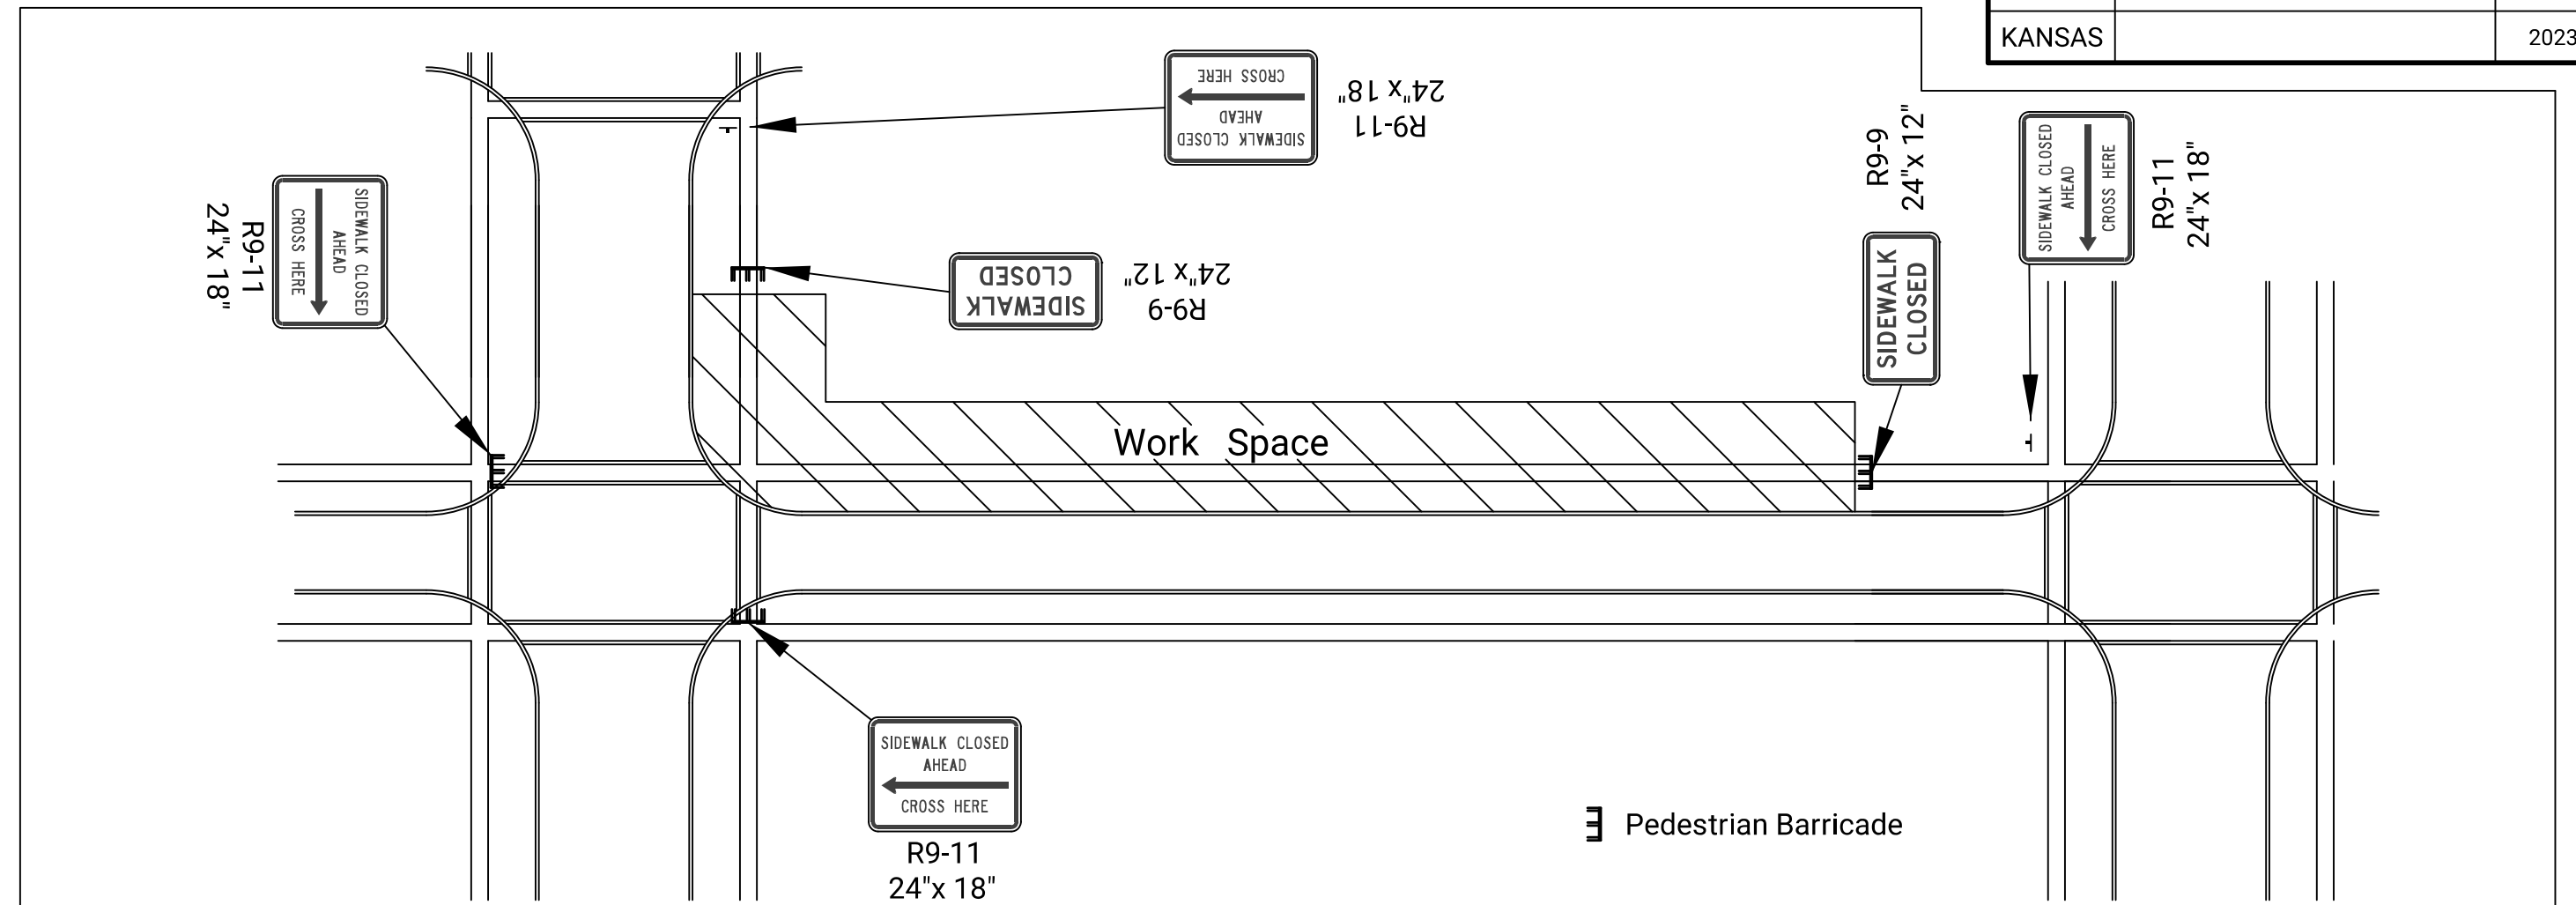 KANSAS 2023
SIDEWALK CLOSED
AHEAD
CROSS HERE
R9-11
24"x 18"
SIDEWALK CLOSED
AHEAD
CROSS HERE
R9-11
24"x 18"
SIDEWALK
CLOSED
R9-9
24"x 12"
R9-9
24"x 12"
SIDEWALK
CLOSED
SIDEWALK CLOSED
AHEAD
CROSS HERE
R9-11
24"x 18"
Work Space
SIDEWALK CLOSED
AHEAD
CROSS HERE
R9-11
24"x 18"
Pedestrian Barricade